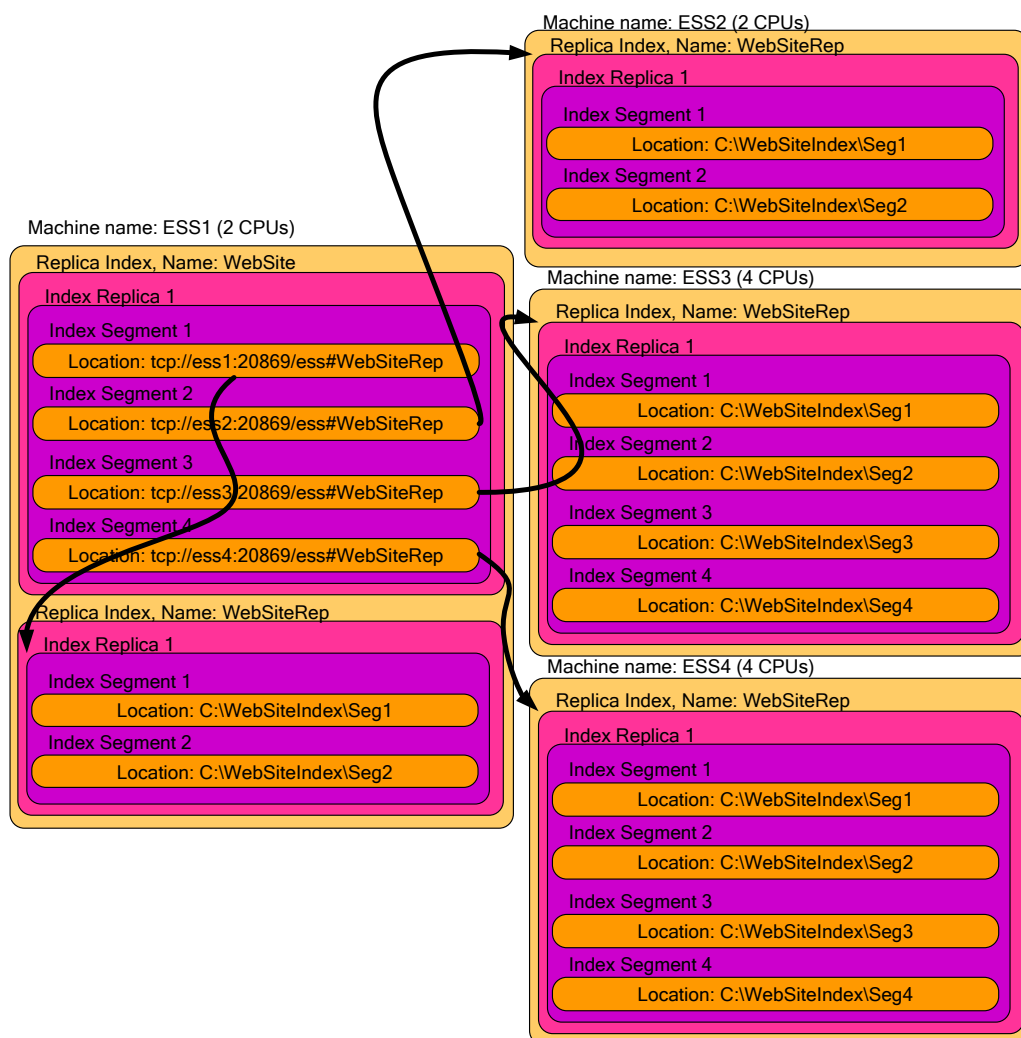 Machine name: ESS2 (2 CPUs)
Replica Index, Name: WebSiteRep
Index Replica 1
Index Segment 1
Location: C:\WebSiteIndex\Seg1
Index Segment 2
Location: C:\WebSiteIndex\Seg2
Machine name: ESS1 (2 CPUs)
Replica Index, Name: WebSite
Index Replica 1
Index Segment 1
Location: tcp://ess1:20869/ess#WebSiteRep
Index Segment 2
Location: tcp://ess2:20869/ess#WebSiteRep
Index Segment 3
Location: tcp://ess3:20869/ess#WebSiteRep
Index Segment 4
Location: tcp://ess4:20869/ess#WebSiteRep
Replica Index, Name: WebSiteRep
Index Replica 1
Index Segment 1
Location: C:\WebSiteIndex\Seg1
Index Segment 2
Location: C:\WebSiteIndex\Seg2
Machine name: ESS3 (4 CPUs)
Replica Index, Name: WebSiteRep
Index Replica 1
Index Segment 1
Location: C:\WebSiteIndex\Seg1
Index Segment 2
Location: C:\WebSiteIndex\Seg2
Index Segment 3
Location: C:\WebSiteIndex\Seg3
Index Segment 4
Location: C:\WebSiteIndex\Seg4
Machine name: ESS4 (4 CPUs)
Replica Index, Name: WebSiteRep
Index Replica 1
Index Segment 1
Location: C:\WebSiteIndex\Seg1
Index Segment 2
Location: C:\WebSiteIndex\Seg2
Index Segment 3
Location: C:\WebSiteIndex\Seg3
Index Segment 4
Location: C:\WebSiteIndex\Seg4